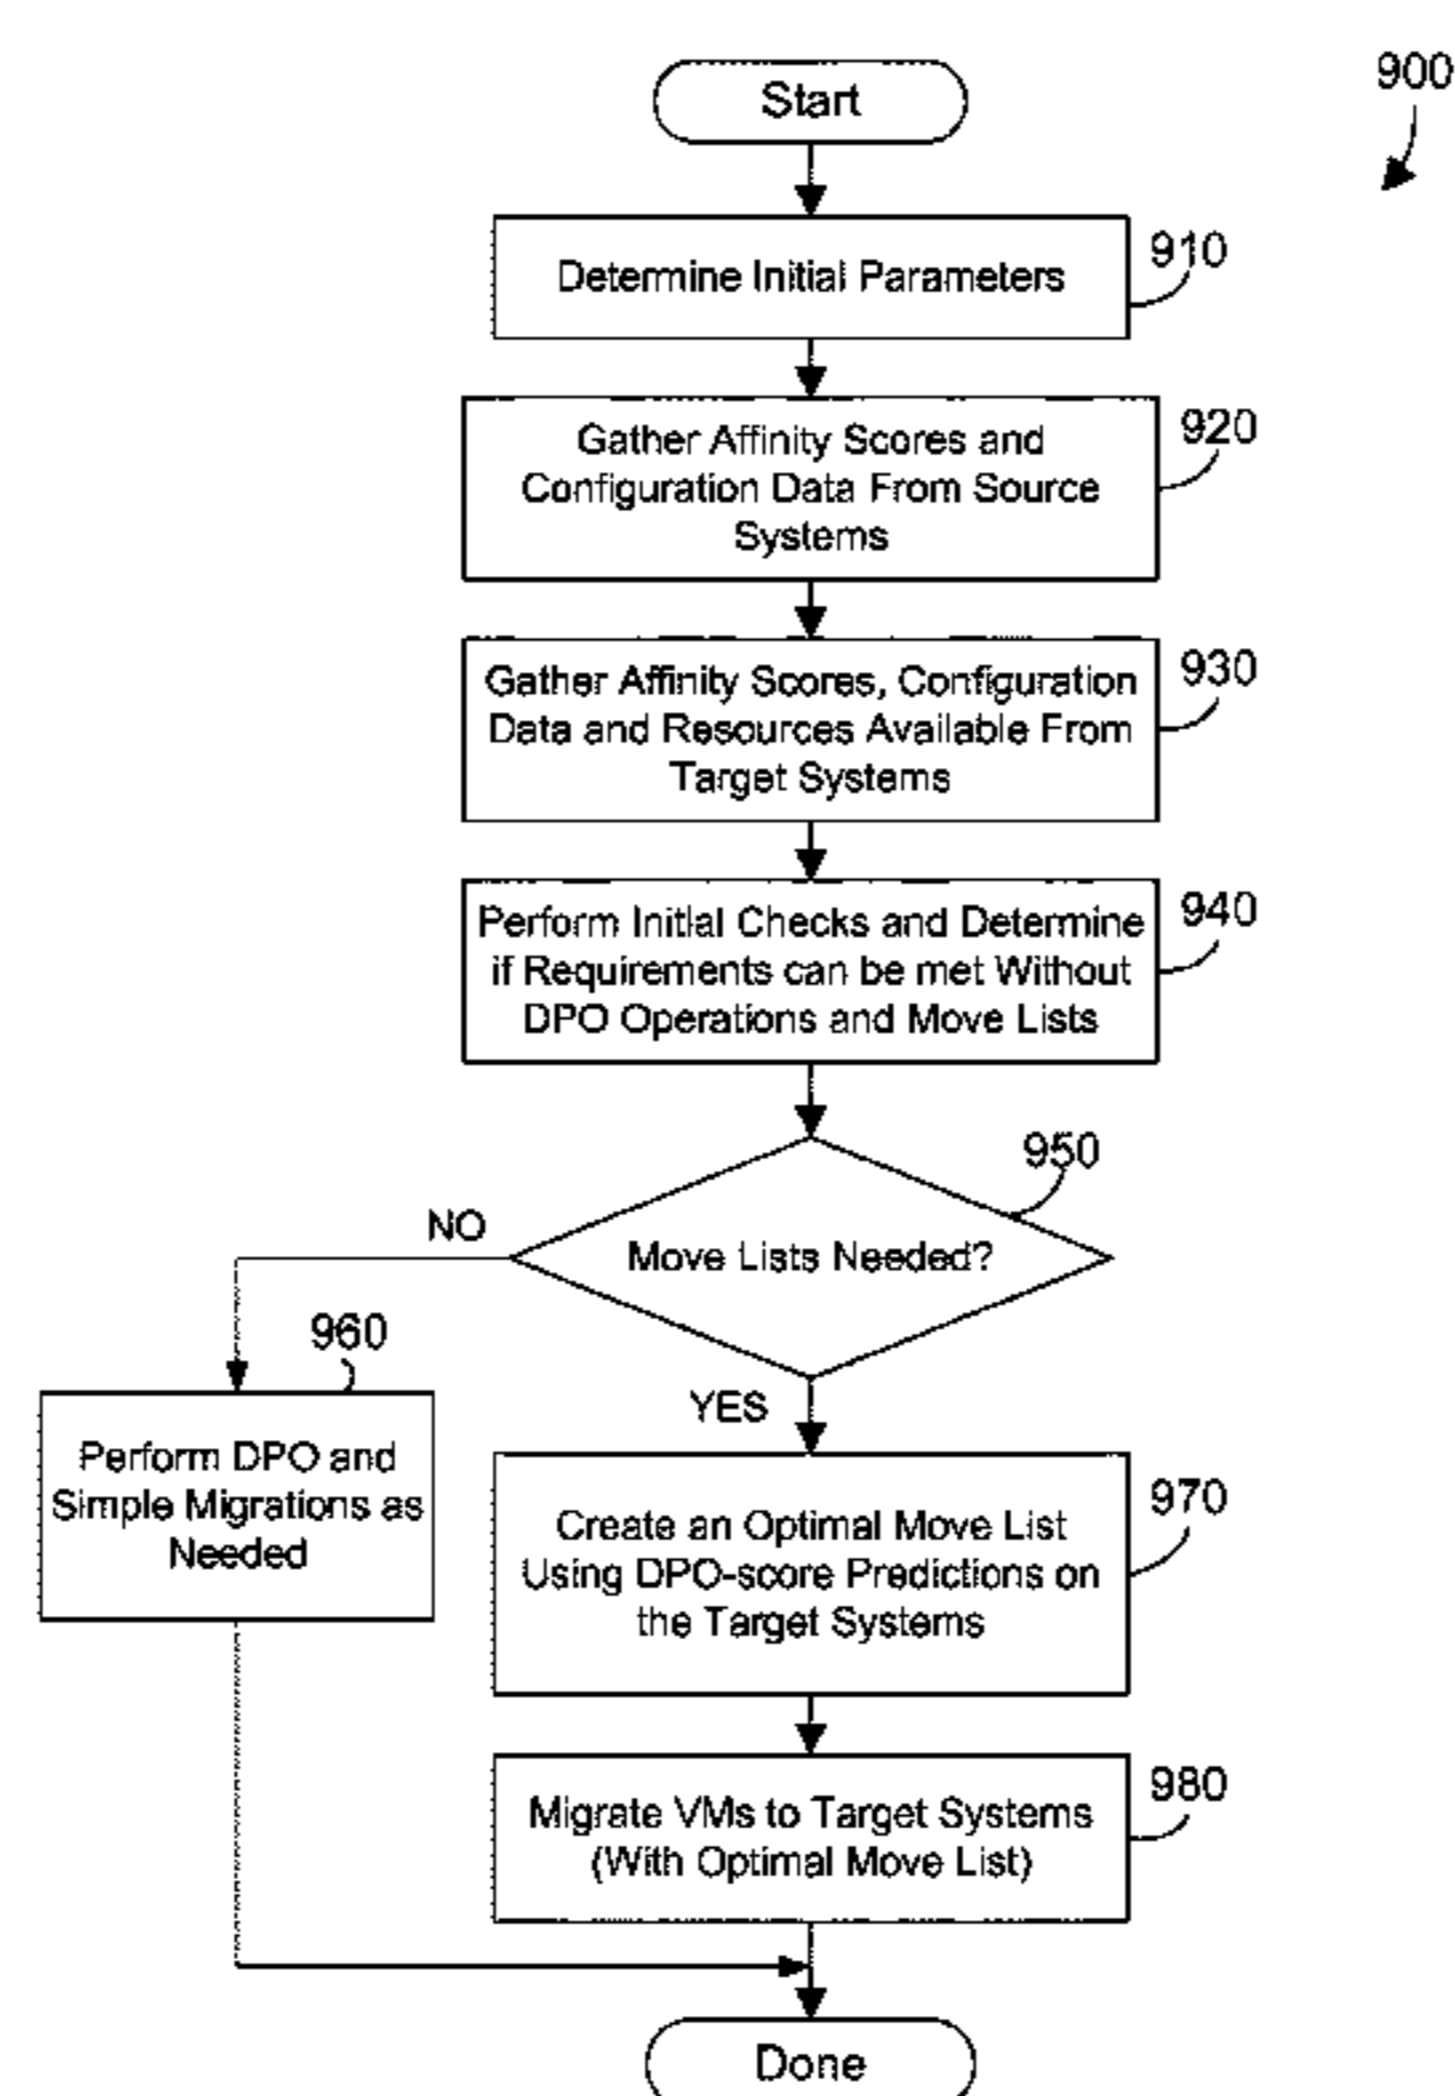 Start
900
Determine Initial Parameters
910
Gather Affinity Scores and
Configuration Data From Source
Systems
920
Gather Affinity Scores, Configuration
Data and Resources Available From
Target Systems
930
Perform Initial Checks and Determine
if Requirements can be met Without
DPO Operations and Move Lists
940
950
Move Lists Needed?
NO
YES
960
Perform DPO and
Simple Migrations as
Needed
Create an Optimal Move List
Using DPO-score Predictions on
the Target Systems
970
Migrate VMs to Target Systems
(With Optimal Move List)
980
Done